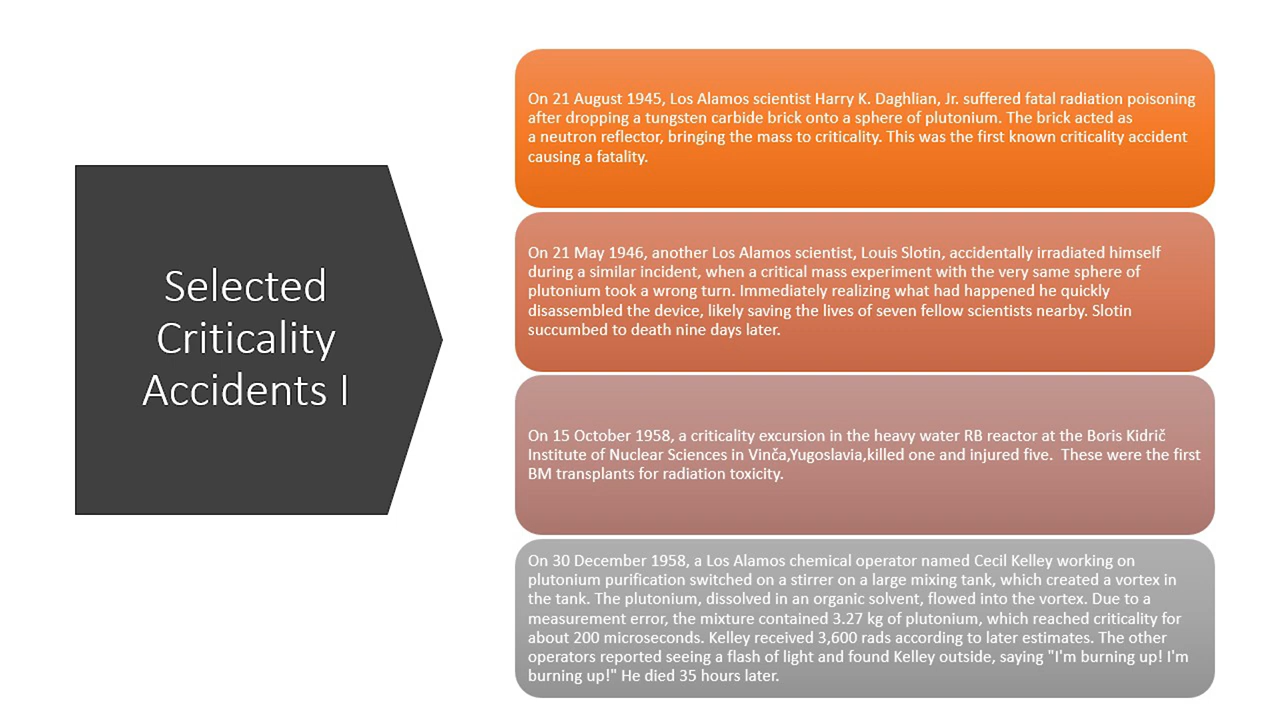 Selected
Criticality
Accidents I
On 21 August 1945, Los Alamos scientist Harry K. Daghlian, Jr. suffered fatal radiation poisoning
after dropping a tungsten carbide brick onto a sphere of plutonium. The brick acted as
a neutron reflector, bringing the mass to criticality. This was the first known criticality accident
causing a fatality.
On 21 May 1946, another Los Alamos scientist, Louis Slotin, accidentally irradiated himself
during a similar incident, when a critical mass experiment with the very same sphere of
plutonium took a wrong turn. Immediately realizing what had happened he quickly
disassembled the device, likely saving the lives of seven fellow scientists nearby. Slotin
succumbed to death nine days later.
On 15 October 1958, a criticality excursion in the heavy water RB reactor at the Boris Kidrič
Institute of Nuclear Sciences in Vinča,Yugoslavia,killed one and injured five.  These were the first
BM transplants for radiation toxicity.
On 30 December 1958, a Los Alamos chemical operator named Cecil Kelley working on
plutonium purification switched on a stirrer on a large mixing tank, which created a vortex in
the tank. The plutonium, dissolved in an organic solvent, flowed into the vortex. Due to a
measurement error, the mixture contained 3.27 kg of plutonium, which reached criticality for
about 200 microseconds. Kelley received 3,600 rads according to later estimates. The other
operators reported seeing a flash of light and found Kelley outside, saying "I'm burning up! I'm
burning up!" He died 35 hours later.